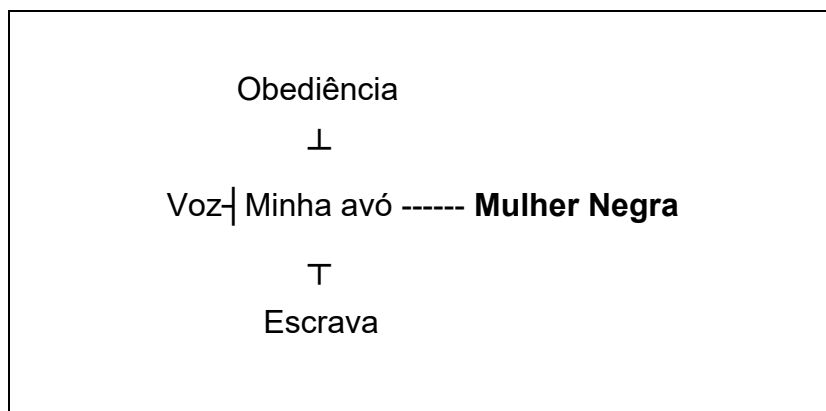 Obediência
⊥
Voz┤Minha avó ------ Mulher Negra
⊤
Escrava